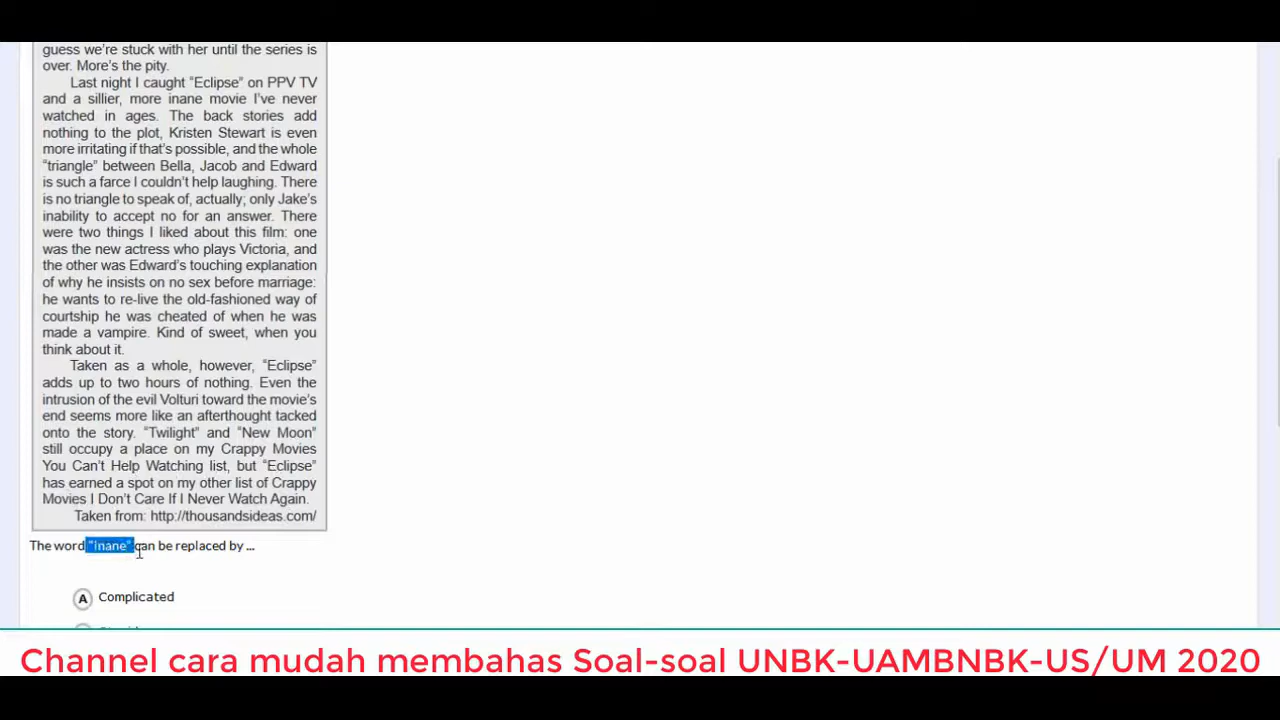 guess we're stuck with her until the series is
over. More's the pity.
Last night I caught “Eclipse” on PPV TV
and a sillier, more inane movie I've never
watched in ages. The back stories add
nothing to the plot, Kristen Stewart is even
more irritating if that's possible, and the whole
“triangle” between Bella, Jacob and Edward
is such a farce I couldn't help laughing. There
is no triangle to speak of, actually; only Jake's
inability to accept no for an answer. There
were two things I liked about this film: one
was the new actress who plays Victoria, and
the other was Edward's touching explanation
of why he insists on no sex before marriage:
he wants to re-live the old-fashioned way of
courtship he was cheated of when he was
made a vampire. Kind of sweet, when you
think about it.
Taken as a whole, however, “Eclipse”
adds up to two hours of nothing. Even the
intrusion of the evil Volturi toward the movie's
end seems more like an afterthought tacked
onto the story. “Twilight” and “New Moon”
still occupy a place on my Crappy Movies
You Can't Help Watching list, but “Eclipse”
has earned a spot on my other list of Crappy
Movies I Don't Care If I Never Watch Again.
Taken from: http://thousandsideas.com/
The word "inane" can be replaced by ...
A Complicated
Channel cara mudah membahas Soal-soal UNBK-UAMBNBK-US/UM 2020